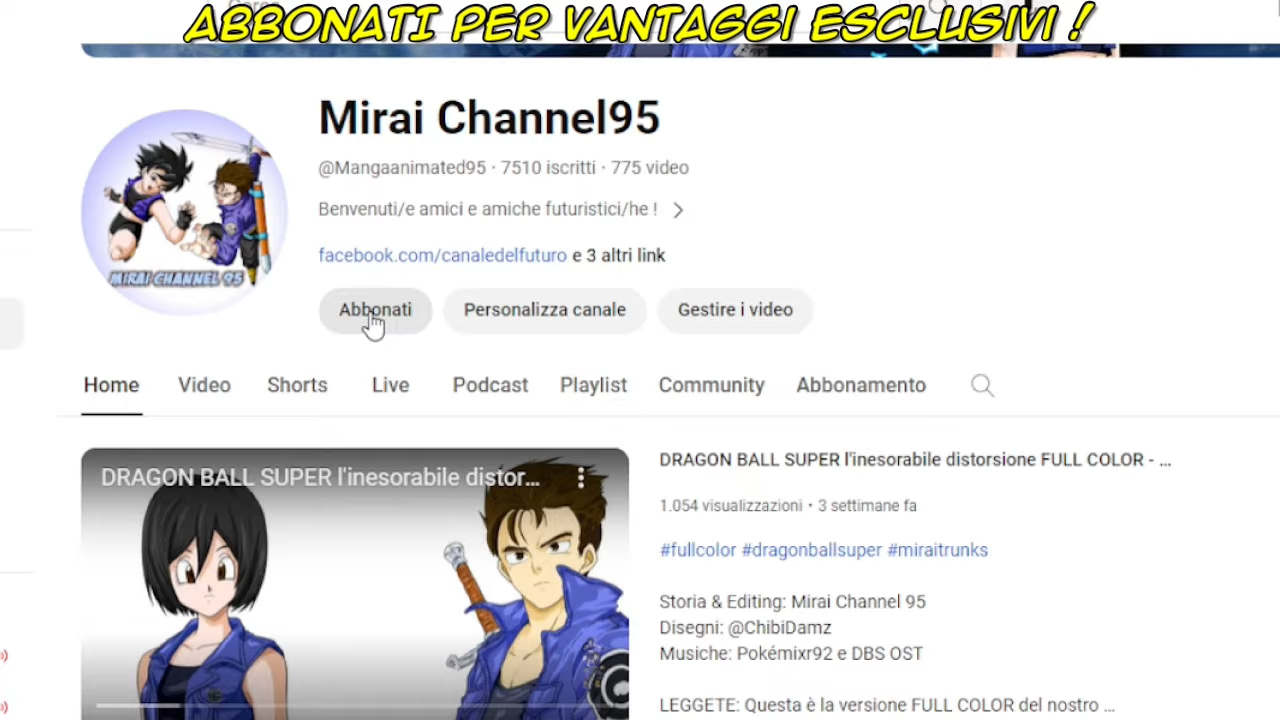 ABBONATI PER VANTAGGI ESCLUSIVI !
Mirai Channel95
@Mangaanimated95 · 7510 iscritti · 775 video
Benvenuti/e amici e amiche futuristici/he !
facebook.com/canaledelfuturo e 3 altri link
MIRAI CHANNEL 95
Abbonati Personalizza canale Gestire i video
Home Video Shorts Live Podcast Playlist Community Abbonamento
DRAGON BALL SUPER l'inesorabile distor...
DRAGON BALL SUPER l'inesorabile distorsione FULL COLOR - ...
1.054 visualizzazioni • 3 settimane fa
#fullcolor #dragonballsuper #miraitrunks
Storia & Editing: Mirai Channel 95
Disegni: @ChibiDamz
Musiche: Pokémixr92 e DBS OST
LEGGETE: Questa è la versione FULL COLOR del nostro ...